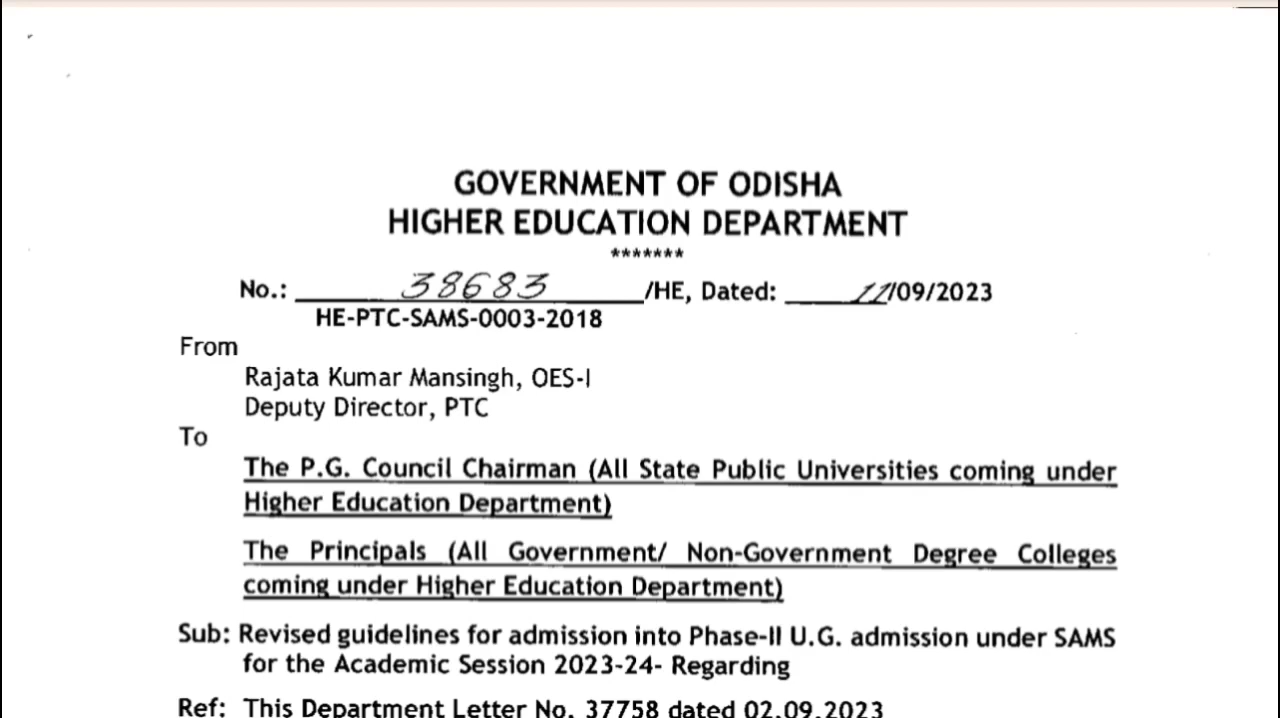 GOVERNMENT OF ODISHA
HIGHER EDUCATION DEPARTMENT
*******
No.: 38683 /HE, Dated: 11/09/2023
HE-PTC-SAMS-0003-2018
From
Rajata Kumar Mansingh, OES-I
Deputy Director, PTC
To
The P.G. Council Chairman (All State Public Universities coming under
Higher Education Department)
The Principals (All Government/ Non-Government Degree Colleges
coming under Higher Education Department)
Sub: Revised guidelines for admission into Phase-II U.G. admission under SAMS
for the Academic Session 2023-24- Regarding
Ref: This Department Letter No. 37758 dated 02.09.2023